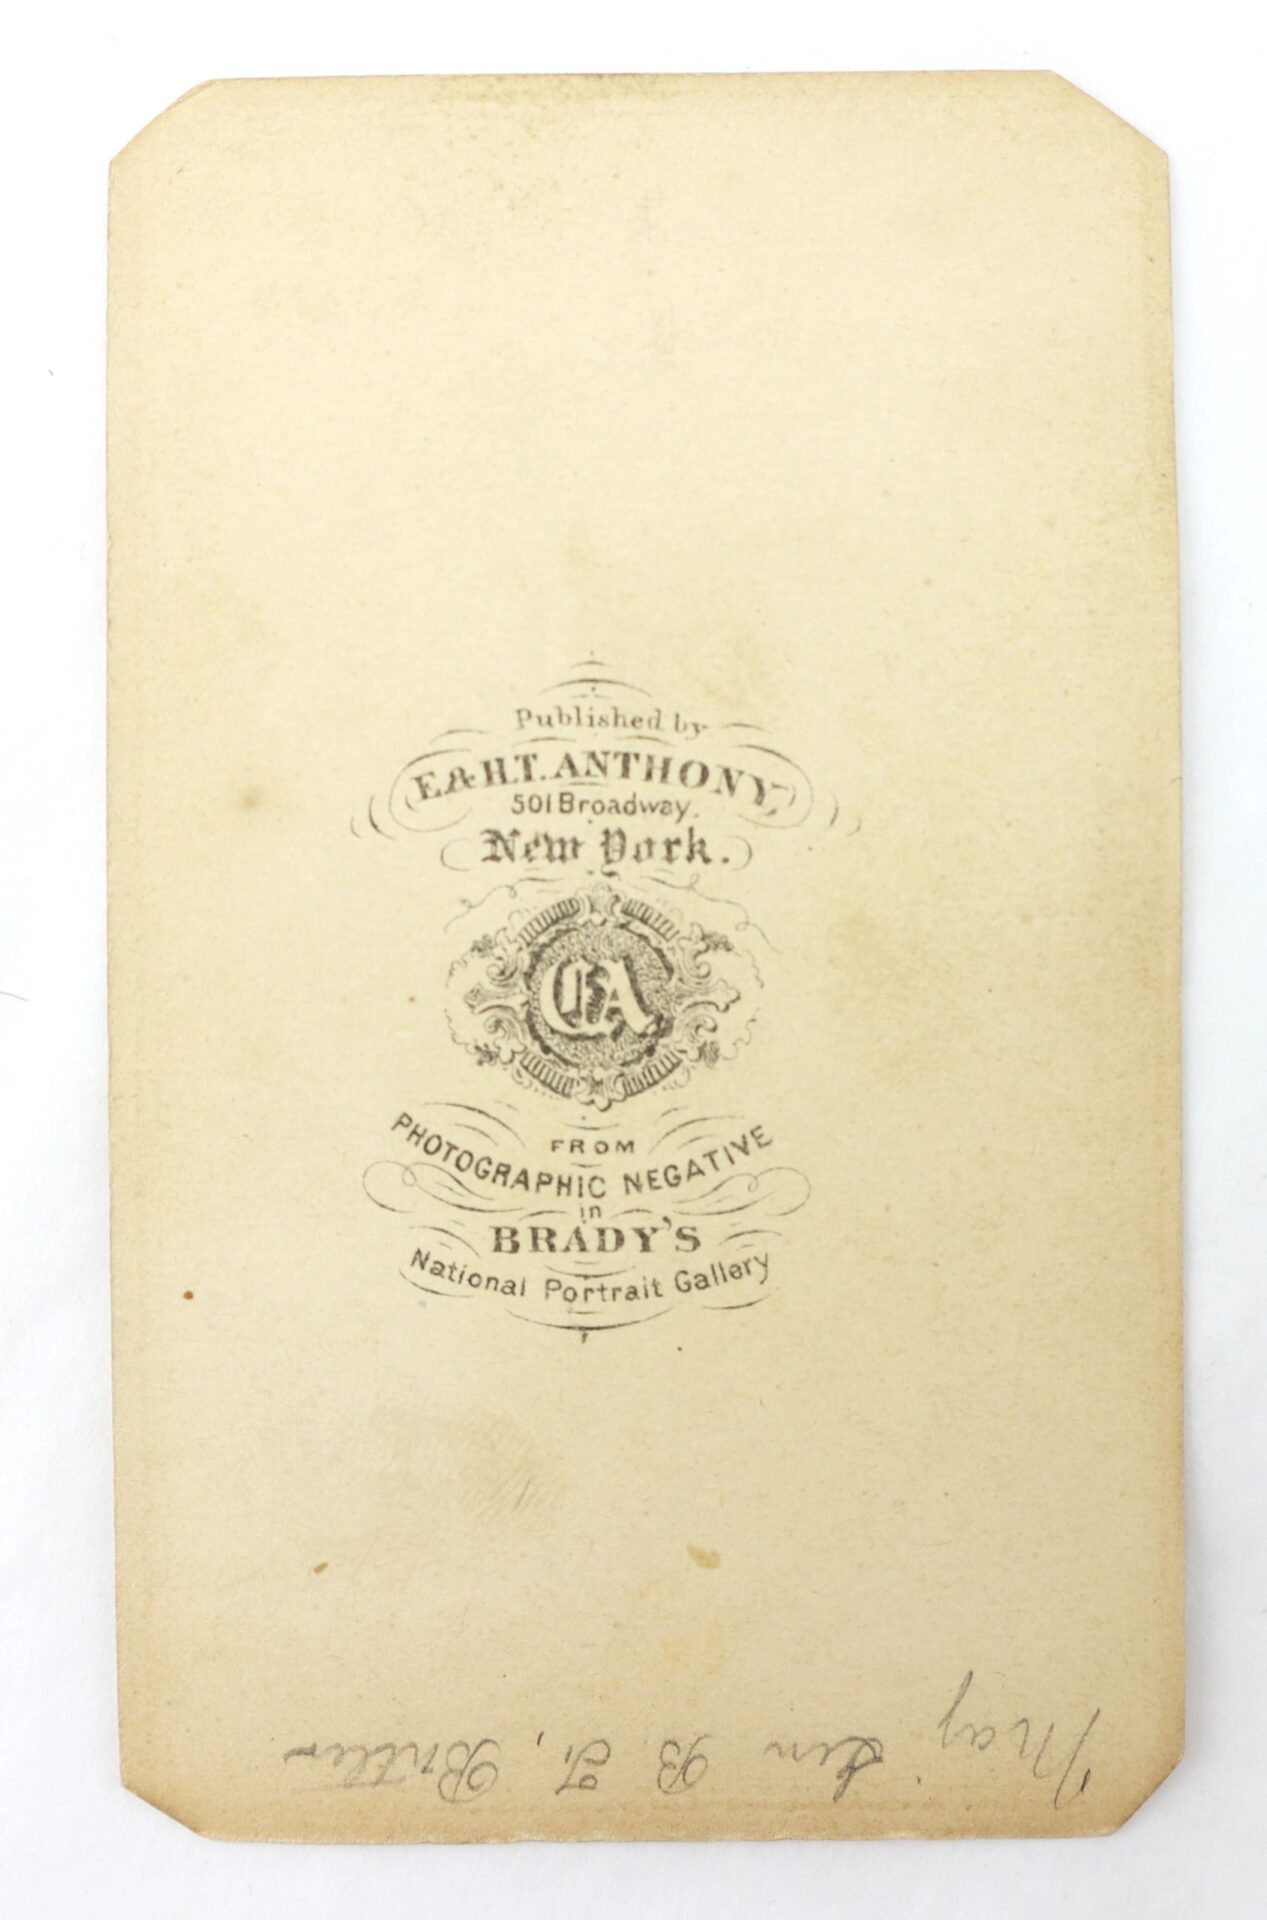 Published by
E. & H.T. ANTHONY,
501 Broadway.
New York.
EA
FROM
PHOTOGRAPHIC NEGATIVE
in
BRADY'S
National Portrait Gallery
Maj Gen B. F. Butler